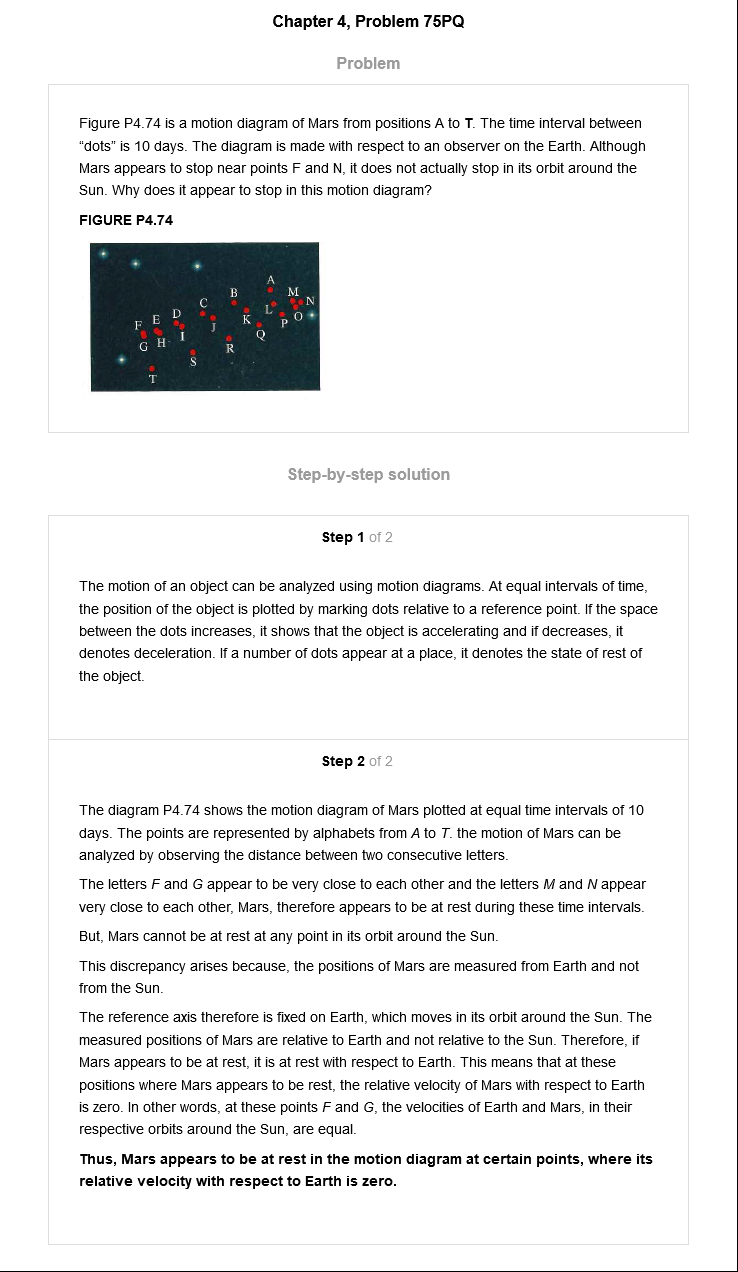 Chapter 4, Problem 75PQ
Problem
Figure P4.74 is a motion diagram of Mars from positions A to T. The time interval between
“dots” is 10 days. The diagram is made with respect to an observer on the Earth. Although
Mars appears to stop near points F and N, it does not actually stop in its orbit around the
Sun. Why does it appear to stop in this motion diagram?
FIGURE P4.74
A
B
M
N
C
L
D
E
F
K
O
P
J
I
Q
G
H
R
S
T
Step-by-step solution
Step 1 of 2
The motion of an object can be analyzed using motion diagrams. At equal intervals of time,
the position of the object is plotted by marking dots relative to a reference point. If the space
between the dots increases, it shows that the object is accelerating and if decreases, it
denotes deceleration. If a number of dots appear at a place, it denotes the state of rest of
the object.
Step 2 of 2
The diagram P4.74 shows the motion diagram of Mars plotted at equal time intervals of 10
days. The points are represented by alphabets from A to T. the motion of Mars can be
analyzed by observing the distance between two consecutive letters.
The letters F and G appear to be very close to each other and the letters M and N appear
very close to each other, Mars, therefore appears to be at rest during these time intervals.
But, Mars cannot be at rest at any point in its orbit around the Sun.
This discrepancy arises because, the positions of Mars are measured from Earth and not
from the Sun.
The reference axis therefore is fixed on Earth, which moves in its orbit around the Sun. The
measured positions of Mars are relative to Earth and not relative to the Sun. Therefore, if
Mars appears to be at rest, it is at rest with respect to Earth. This means that at these
positions where Mars appears to be rest, the relative velocity of Mars with respect to Earth
is zero. In other words, at these points F and G, the velocities of Earth and Mars, in their
respective orbits around the Sun, are equal.
Thus, Mars appears to be at rest in the motion diagram at certain points, where its
relative velocity with respect to Earth is zero.